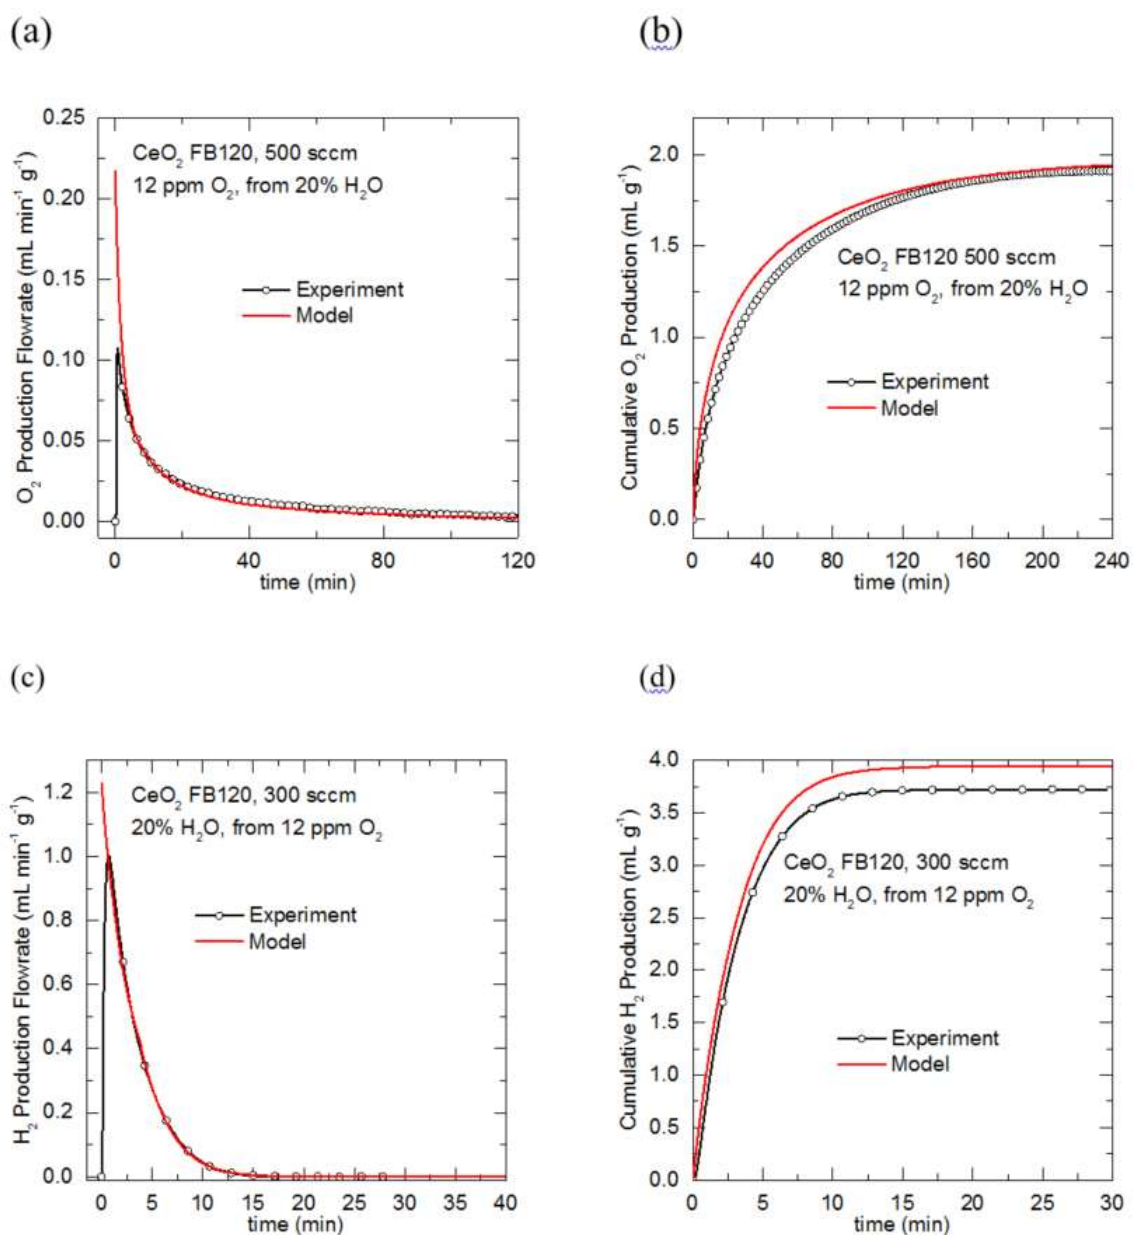 (a)
0.25
0.20
0.15
0.10
0.05
0.00
O₂ Production Flowrate (mL min⁻¹ g⁻¹)
CeO₂ FB120, 500 sccm
12 ppm O₂, from 20% H₂O
Experiment
Model
0 40 80 120
time (min)
(b)
2.0
1.5
1.0
0.5
0.0
Cumulative O₂ Production (mL g⁻¹)
CeO₂ FB120 500 sccm
12 ppm O₂, from 20% H₂O
Experiment
Model
0 40 80 120 160 200 240
time (min)
(c)
1.2
1.0
0.8
0.6
0.4
0.2
0.0
H₂ Production Flowrate (mL min⁻¹ g⁻¹)
CeO₂ FB120, 300 sccm
20% H₂O, from 12 ppm O₂
Experiment
Model
0 5 10 15 20 25 30 35 40
time (min)
(d)
4.0
3.5
3.0
2.5
2.0
1.5
1.0
0.5
0.0
Cumulative H₂ Production (mL g⁻¹)
CeO₂ FB120, 300 sccm
20% H₂O, from 12 ppm O₂
Experiment
Model
0 5 10 15 20 25 30
time (min)